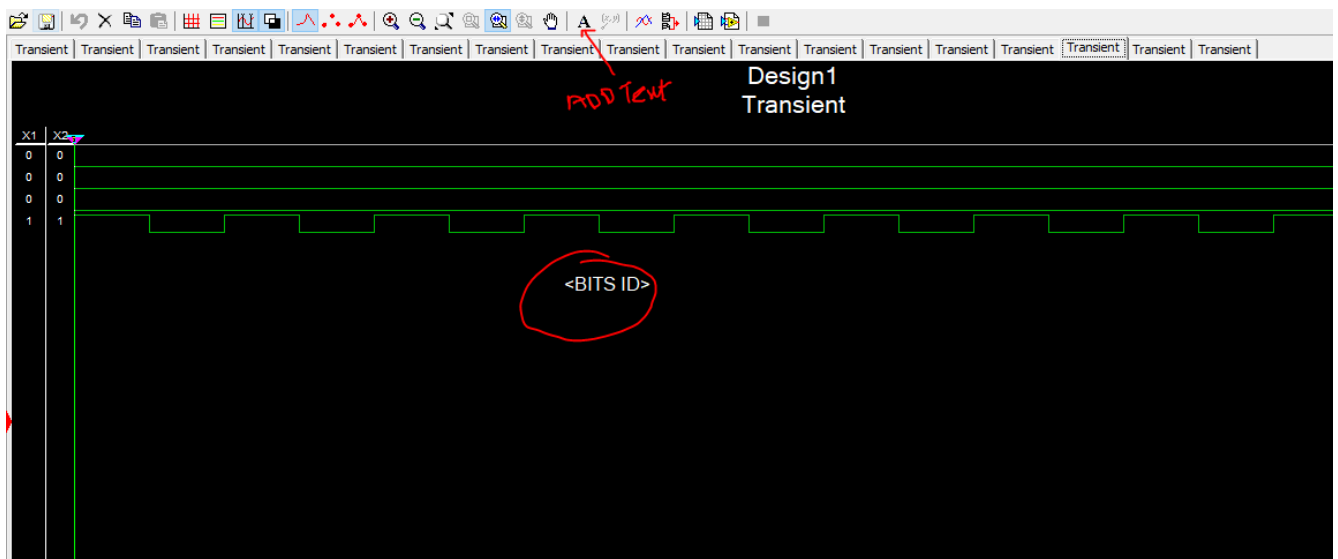 A (x,y)
Transient Transient Transient Transient Transient Transient Transient Transient Transient Transient Transient Transient Transient Transient Transient Transient Transient Transient Transient
ADD Text
Design1
Transient
X1 X2
0 0
0 0
0 0
1 1
<BITS ID>